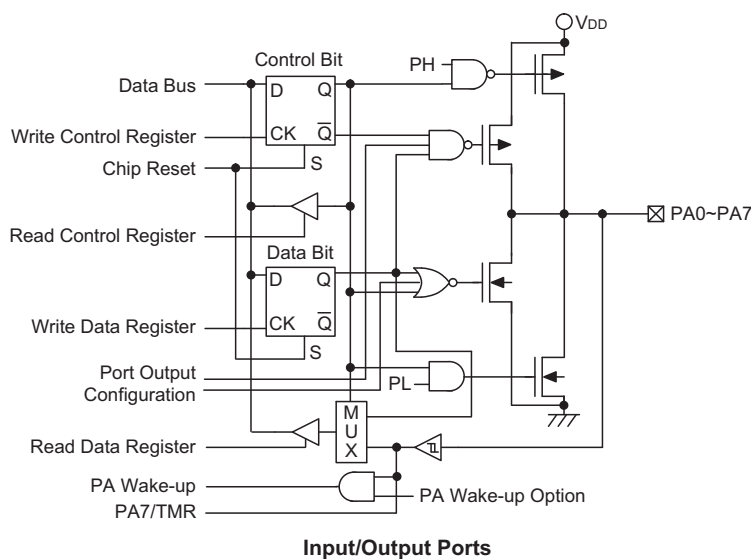 VDD
Control Bit
PH
Data Bus
D Q
Write Control Register
CK Q
Chip Reset
S
PA0~PA7
Read Control Register
Data Bit
D Q
Write Data Register
CK Q
S
Port Output
Configuration
PL
M
U
X
Read Data Register
PA Wake-up
PA Wake-up Option
PA7/TMR
Input/Output Ports